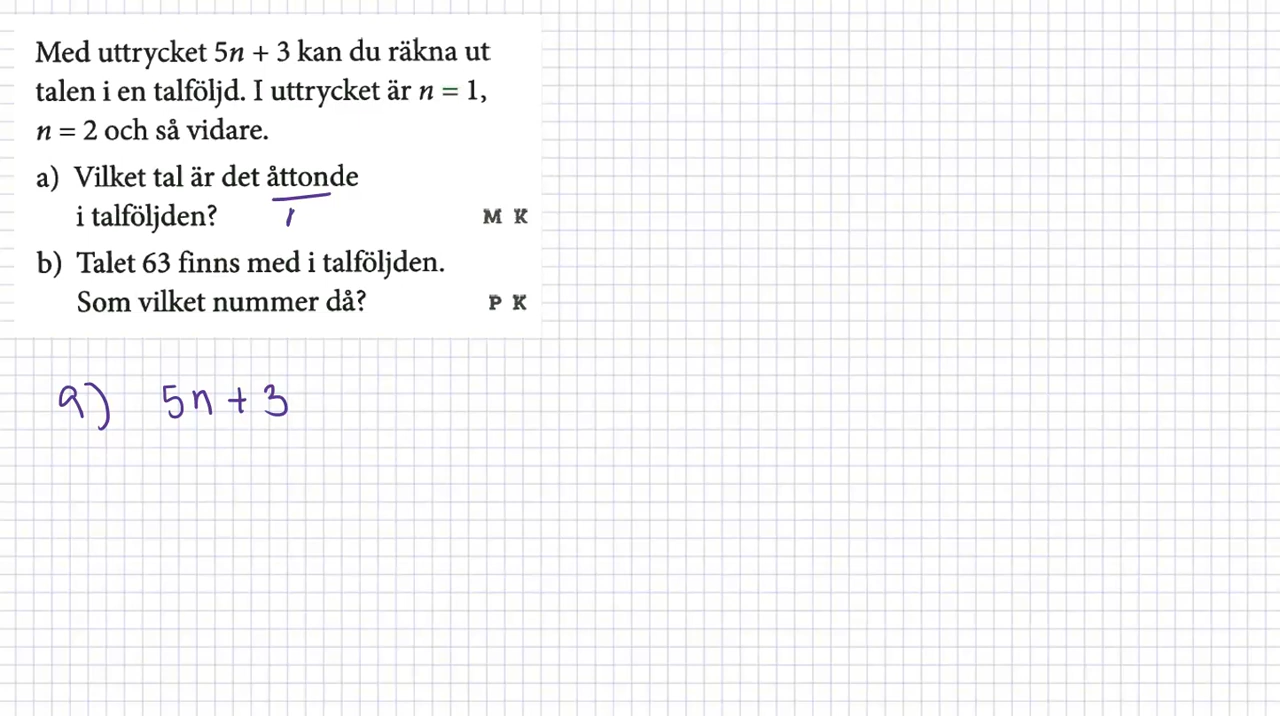 Med uttrycket 5n + 3 kan du räkna ut
talen i en talföljd. I uttrycket är n = 1,
n = 2 och så vidare.
a) Vilket tal är det åttonde
i talföljden?
M K
b) Talet 63 finns med i talföljden.
Som vilket nummer då?
P K
a) 5n + 3